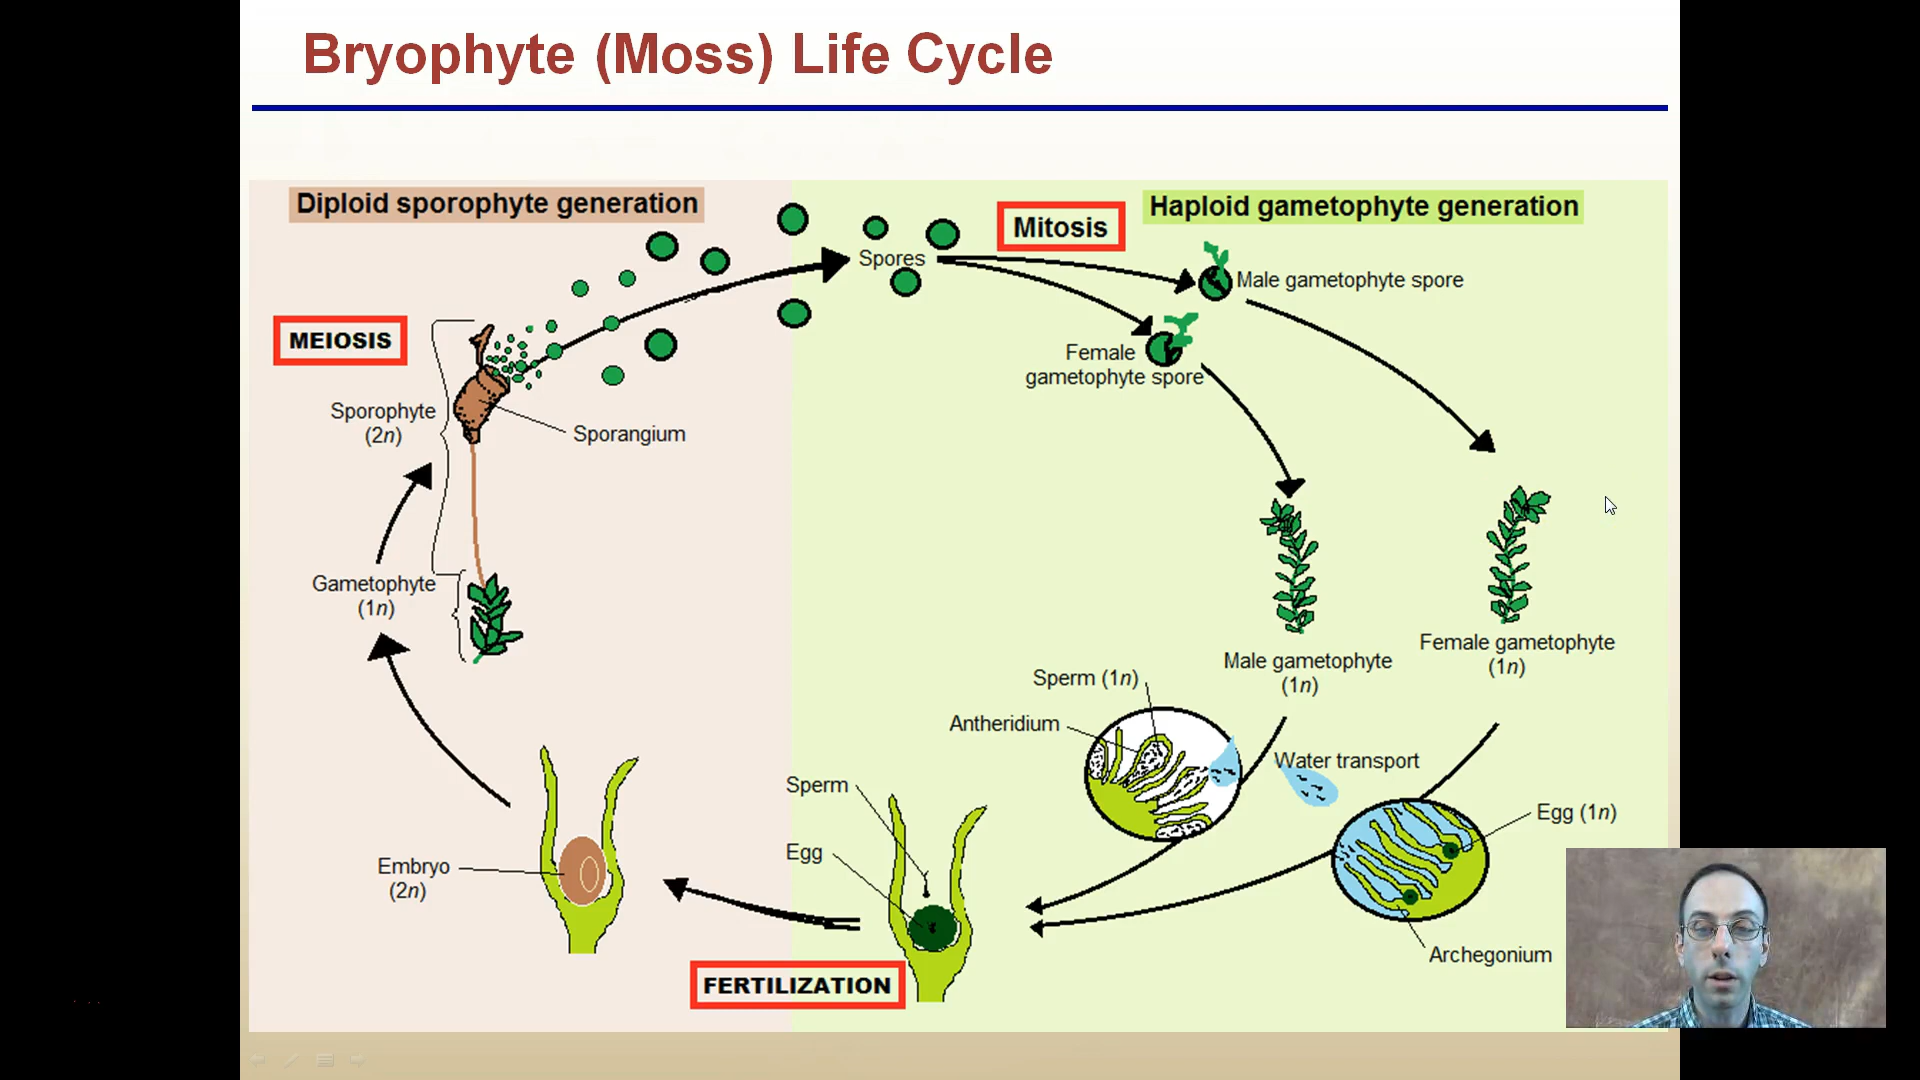 Bryophyte (Moss) Life Cycle
Diploid sporophyte generation
Haploid gametophyte generation
Mitosis
Spores
Male gametophyte spore
MEIOSIS
Female
gametophyte spore
Sporophyte
(2n)
Sporangium
Gametophyte
(1n)
Female gametophyte
(1n)
Male gametophyte
(1n)
Sperm (1n)
Antheridium
Water transport
Sperm
Egg (1n)
Egg
Embryo
(2n)
Archegonium
FERTILIZATION